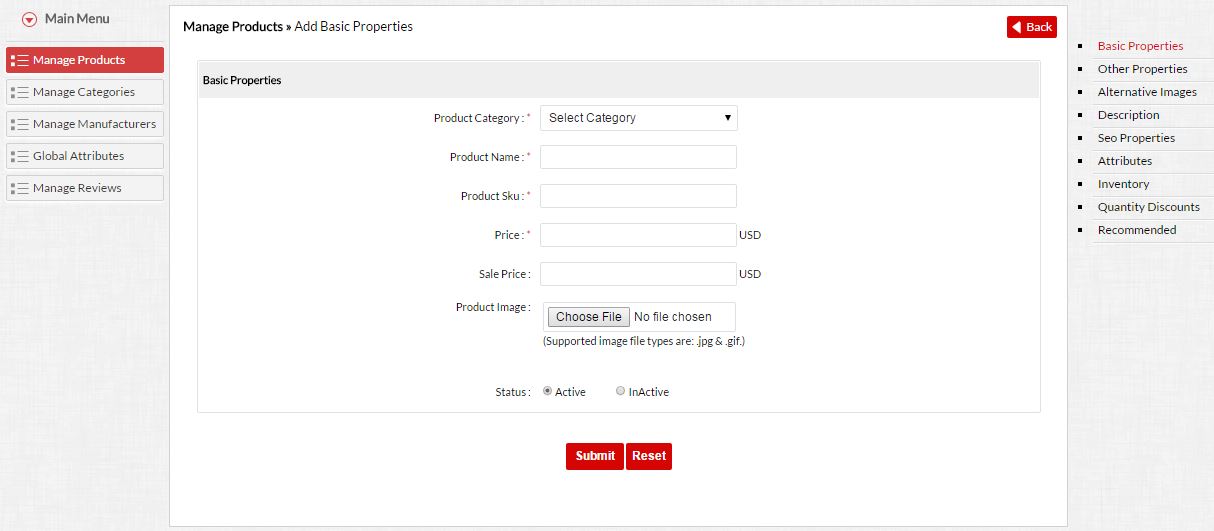 Main Menu
Manage Products
Manage Categories
Manage Manufacturers
Global Attributes
Manage Reviews
Manage Products » Add Basic Properties
Back
Basic Properties
Product Category : * Select Category
Product Name : *
Product Sku : *
Price : * USD
Sale Price : USD
Product Image : Choose File No file chosen
(Supported image file types are: .jpg & .gif.)
Status : Active InActive
Submit Reset
Basic Properties
Other Properties
Alternative Images
Description
Seo Properties
Attributes
Inventory
Quantity Discounts
Recommended